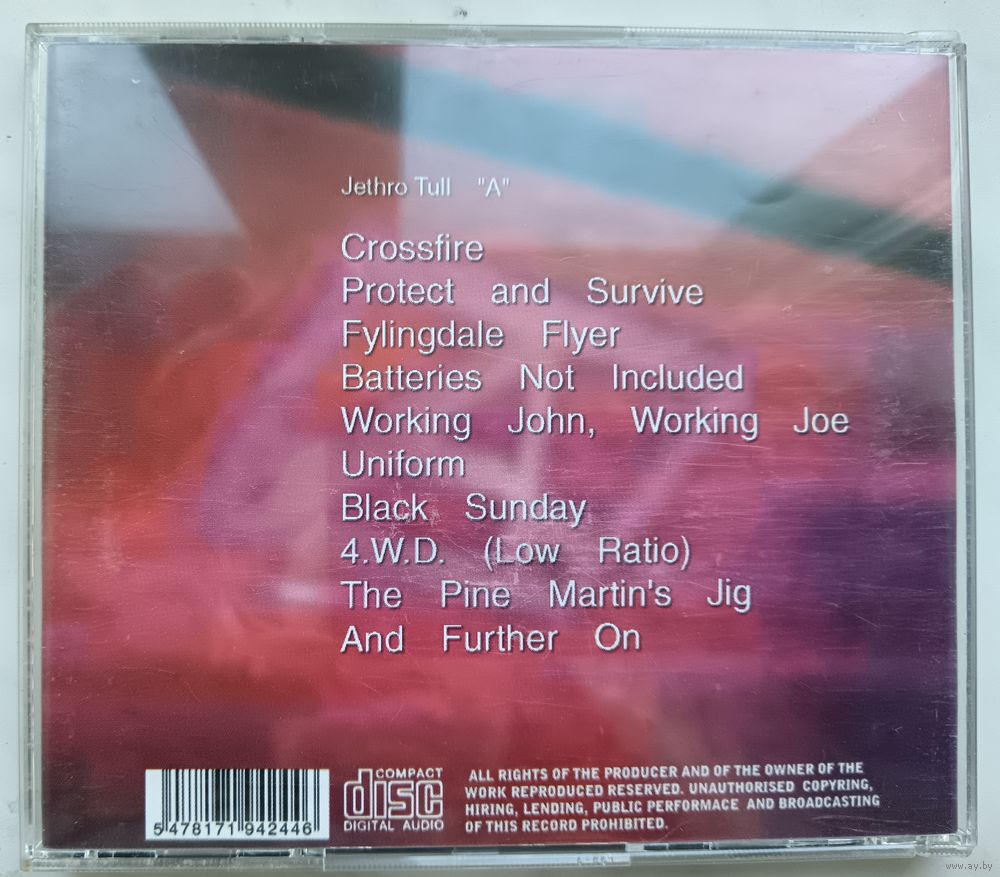 Jethro Tull "A"
Crossfire
Protect and Survive
Fylingdale Flyer
Batteries Not Included
Working John, Working Joe
Uniform
Black Sunday
4.W.D. (Low Ratio)
The Pine Martin's Jig
And Further On
5 478171 942446
COMPACT
disc
DIGITAL AUDIO
ALL RIGHTS OF THE PRODUCER AND OF THE OWNER OF THE
WORK REPRODUCED RESERVED. UNAUTHORISED COPYRING,
HIRING, LENDING, PUBLIC PERFORMACE AND BROADCASTING
OF THIS RECORD PROHIBITED.
www.ay.by